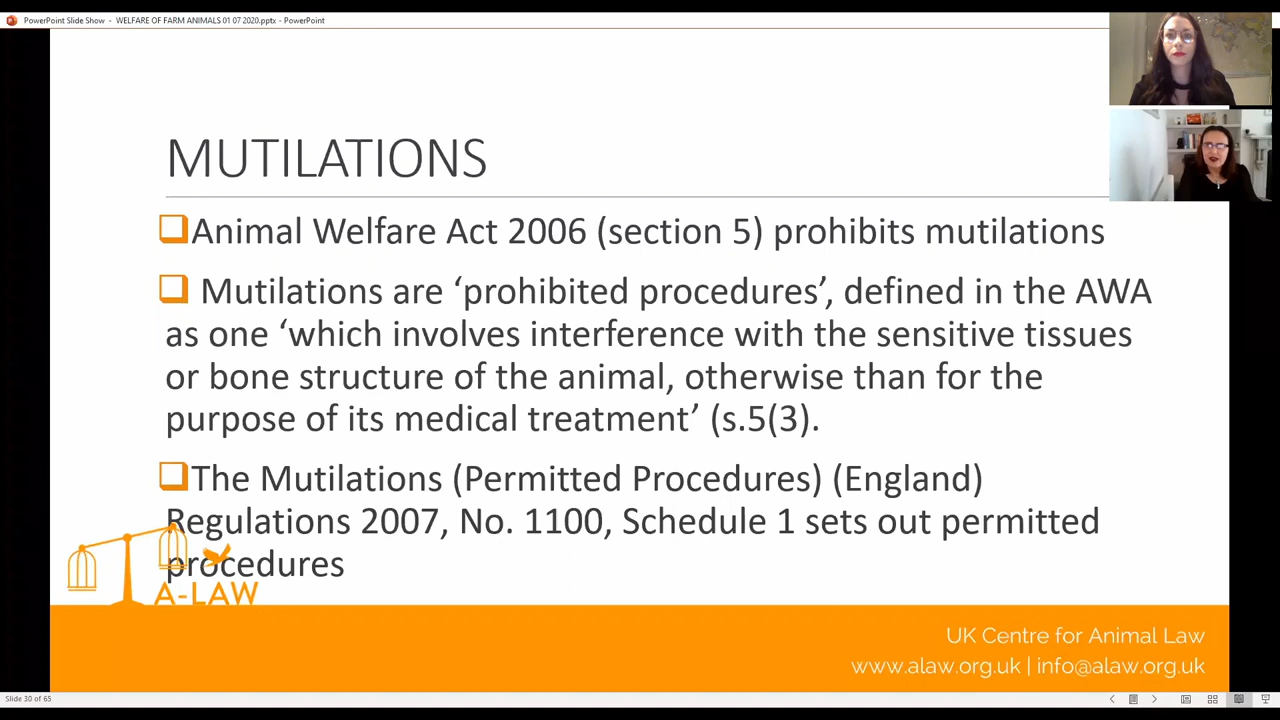 PowerPoint Slide Show - WELFARE OF FARM ANIMALS 01 07 2020.pptx - PowerPoint
MUTILATIONS
Animal Welfare Act 2006 (section 5) prohibits mutilations
Mutilations are ‘prohibited procedures’, defined in the AWA
as one ‘which involves interference with the sensitive tissues
or bone structure of the animal, otherwise than for the
purpose of its medical treatment’ (s.5(3).
The Mutilations (Permitted Procedures) (England)
Regulations 2007, No. 1100, Schedule 1 sets out permitted
procedures
A-LAW
UK Centre for Animal Law
www.alaw.org.uk | info@alaw.org.uk
Slide 30 of 65